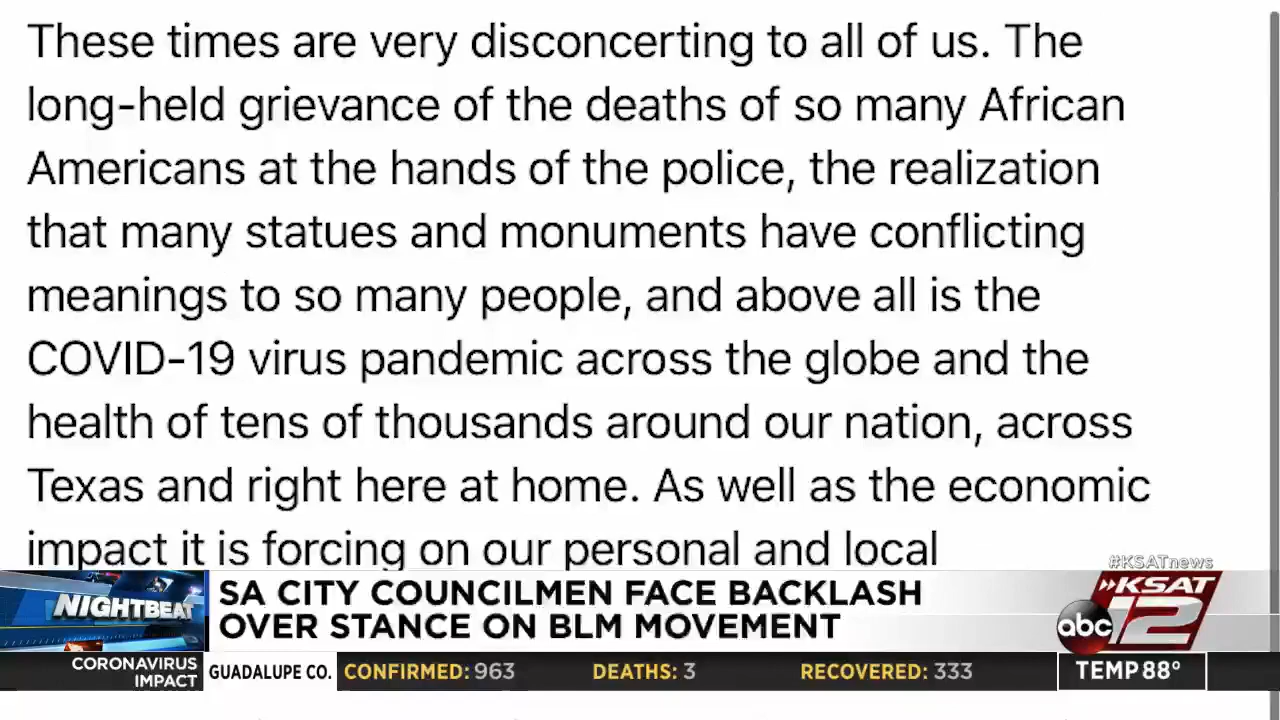 These times are very disconcerting to all of us. The
long-held grievance of the deaths of so many African
Americans at the hands of the police, the realization
that many statues and monuments have conflicting
meanings to so many people, and above all is the
COVID-19 virus pandemic across the globe and the
health of tens of thousands around our nation, across
Texas and right here at home. As well as the economic
impact it is forcing on our personal and local
#KSATnews
NIGHTBEAT
SA CITY COUNCILMEN FACE BACKLASH
OVER STANCE ON BLM MOVEMENT
KSAT
abc 12
CORONAVIRUS
IMPACT
GUADALUPE CO. CONFIRMED: 963 DEATHS: 3 RECOVERED: 333
TEMP 88°